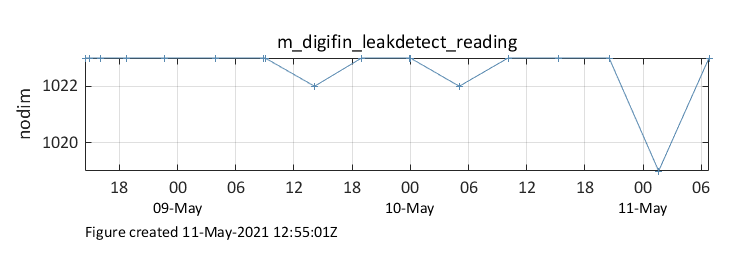 m_digifin_leakdetect_reading
nodim
1022
1020
18 00 06 12 18 00 06 12 18 00 06
09-May 10-May 11-May
Figure created 11-May-2021 12:55:01Z